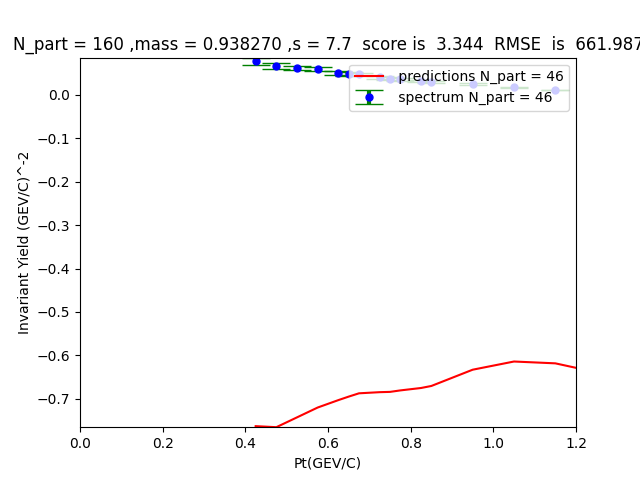 N_part = 160 ,mass = 0.938270 ,s = 7.7  score is  3.344  RMSE  is  661.987
predictions N_part = 46
spectrum N_part = 46
0.0
−0.1
−0.2
−0.3
−0.4
−0.5
−0.6
−0.7
Invariant Yield (GEV/C)^-2
0.0 0.2 0.4 0.6 0.8 1.0 1.2
Pt(GEV/C)